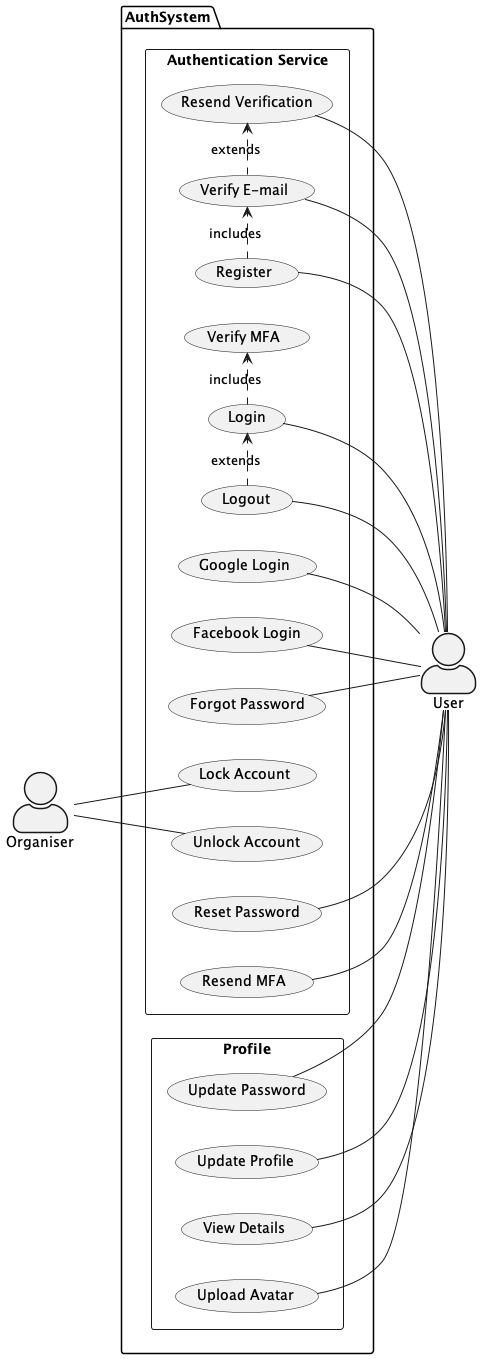 AuthSystem
Authentication Service
Resend Verification
extends
Verify E-mail
includes
Register
Verify MFA
includes
Login
extends
Logout
Google Login
Facebook Login
User
Forgot Password
Lock Account
Organiser
Unlock Account
Reset Password
Resend MFA
Profile
Update Password
Update Profile
View Details
Upload Avatar